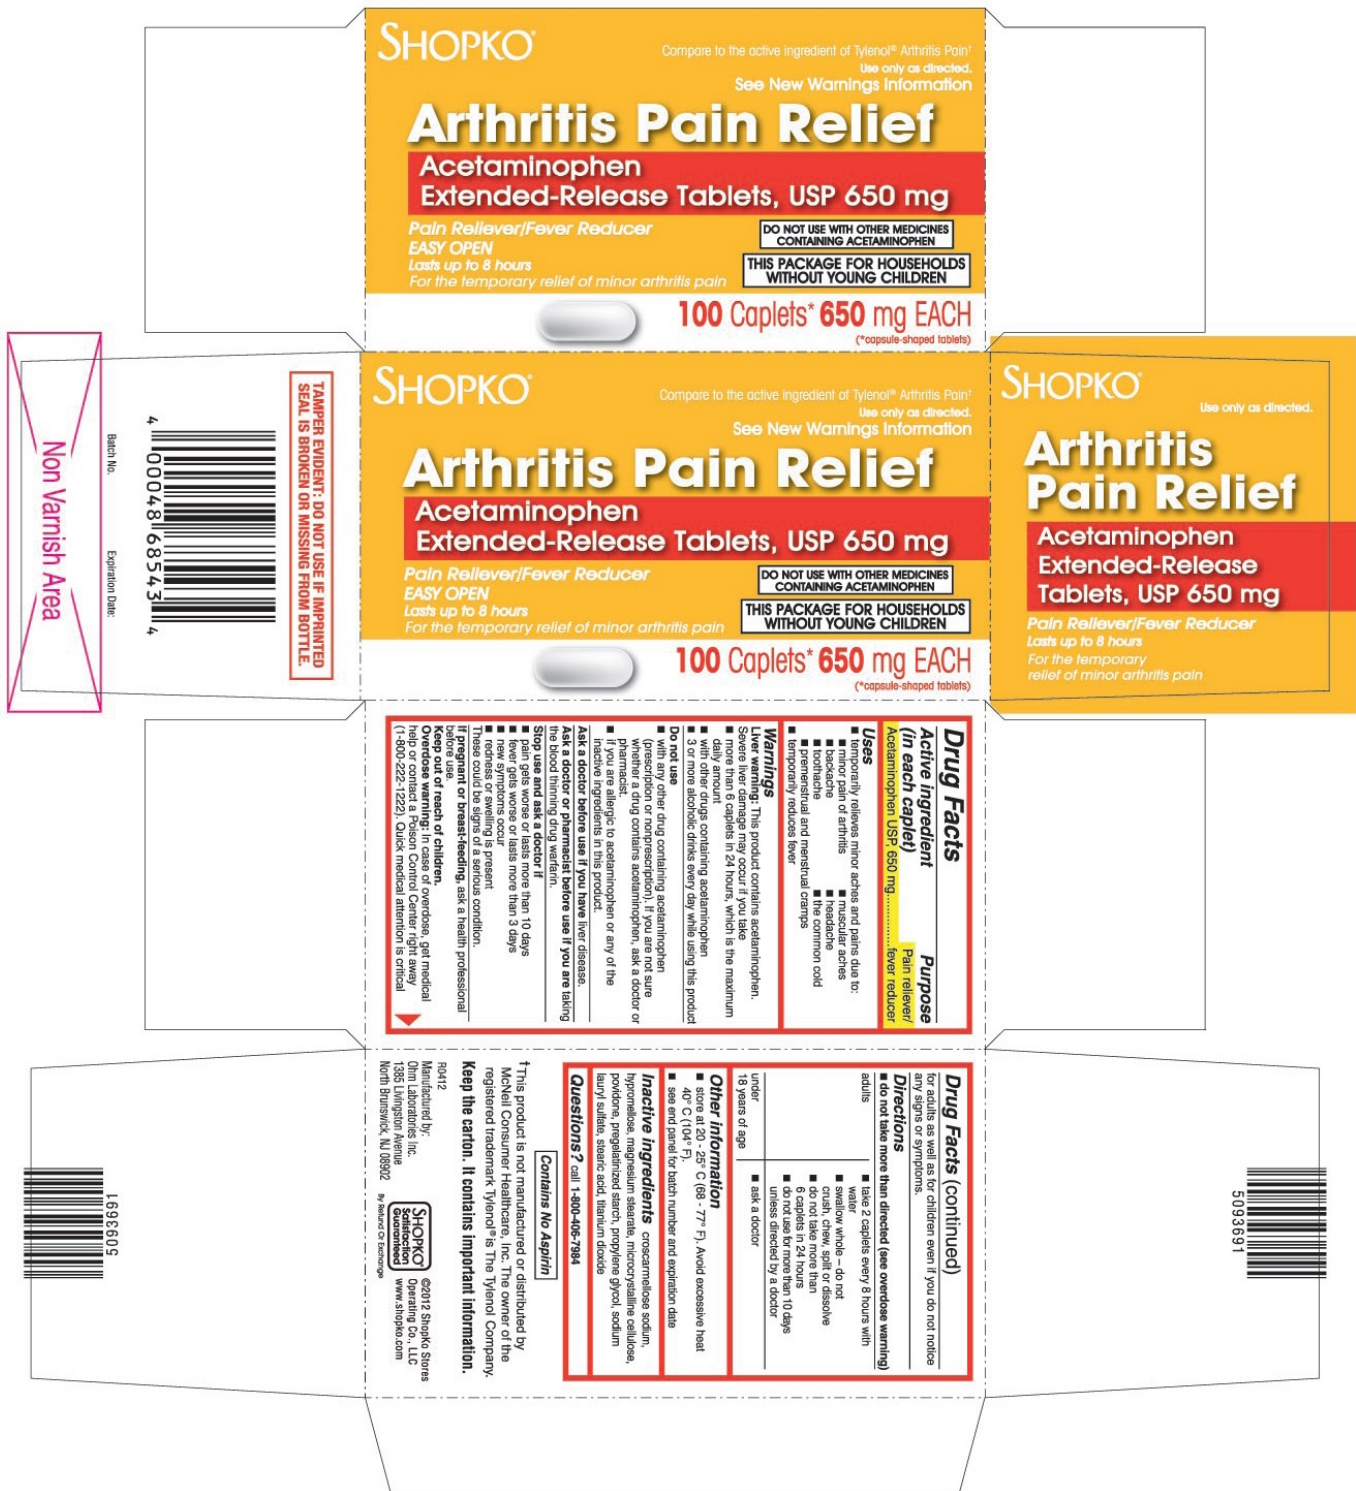 SHOPKO®
Compare to the active ingredient of Tylenol® Arthritis Pain†
Use only as directed.
See New Warnings Information
Arthritis Pain Relief
Acetaminophen
Extended-Release Tablets, USP 650 mg
Pain Reliever/Fever Reducer
EASY OPEN
Lasts up to 8 hours
For the temporary relief of minor arthritis pain
DO NOT USE WITH OTHER MEDICINES
CONTAINING ACETAMINOPHEN
THIS PACKAGE FOR HOUSEHOLDS
WITHOUT YOUNG CHILDREN
100 Caplets* 650 mg EACH
(*capsule-shaped tablets)
Non Varnish Area
Batch No.
Expiration Date:
4 00048 68543 4
TAMPER EVIDENT: DO NOT USE IF IMPRINTED
SEAL IS BROKEN OR MISSING FROM BOTTLE.
SHOPKO®
Compare to the active ingredient of Tylenol® Arthritis Pain†
Use only as directed.
See New Warnings Information
Arthritis Pain Relief
Acetaminophen
Extended-Release Tablets, USP 650 mg
Pain Reliever/Fever Reducer
EASY OPEN
Lasts up to 8 hours
For the temporary relief of minor arthritis pain
DO NOT USE WITH OTHER MEDICINES
CONTAINING ACETAMINOPHEN
THIS PACKAGE FOR HOUSEHOLDS
WITHOUT YOUNG CHILDREN
100 Caplets* 650 mg EACH
(*capsule-shaped tablets)
SHOPKO®
Use only as directed.
Arthritis
Pain Relief
Acetaminophen
Extended-Release
Tablets, USP 650 mg
Pain Reliever/Fever Reducer
Lasts up to 8 hours
For the temporary
relief of minor arthritis pain
Drug Facts
Active ingredient
(in each caplet) Purpose
Pain reliever/
Acetaminophen USP, 650 mg...............fever reducer
Uses
■ temporarily relieves minor aches and pains due to:
■ minor pain of arthritis ■ muscular aches
■ backache ■ headache
■ toothache ■ the common cold
■ premenstrual and menstrual cramps
■ temporarily reduces fever
Warnings
Liver warning: This product contains acetaminophen.
Severe liver damage may occur if you take
■ more than 6 caplets in 24 hours, which is the maximum
daily amount
■ with other drugs containing acetaminophen
■ 3 or more alcoholic drinks every day while using this product
Do not use
■ with any other drug containing acetaminophen
(prescription or nonprescription). If you are not sure
whether a drug contains acetaminophen, ask a doctor or
pharmacist.
■ if you are allergic to acetaminophen or any of the
inactive ingredients in this product.
Ask a doctor before use if you have liver disease.
Ask a doctor or pharmacist before use if you are taking
the blood thinning drug warfarin.
Stop use and ask a doctor if
■ pain gets worse or lasts more than 10 days
■ fever gets worse or lasts more than 3 days
■ new symptoms occur
■ redness or swelling is present
These could be signs of a serious condition.
If pregnant or breast-feeding, ask a health professional
before use.
Keep out of reach of children.
Overdose warning: In case of overdose, get medical
help or contact a Poison Control Center right away
(1-800-222-1222). Quick medical attention is critical
Drug Facts (continued)
for adults as well as for children even if you do not notice
any signs or symptoms.
Directions
■ do not take more than directed (see overdose warning)
adults ■ take 2 caplets every 8 hours with
water
■ swallow whole – do not
crush, chew, split or dissolve
■ do not take more than
6 caplets in 24 hours
■ do not use for more than 10 days
unless directed by a doctor
under
18 years of age ■ ask a doctor
Other information
■ store at 20 - 25° C (68 - 77° F). Avoid excessive heat
40° C (104° F).
■ see end panel for batch number and expiration date
Inactive ingredients croscarmellose sodium,
hypromellose, magnesium stearate, microcrystalline cellulose,
povidone, pregelatinized starch, propylene glycol, sodium
lauryl sulfate, stearic acid, titanium dioxide
Questions? call 1-800-406-7984
Contains No Aspirin
†This product is not manufactured or distributed by
McNeil Consumer Healthcare, Inc. The owner of the
registered trademark Tylenol® is The Tylenol Company.
Keep the carton. It contains important information.
R0412
Manufactured by:
Ohm Laboratories Inc.
1385 Livingston Avenue
North Brunswick, NJ 08902
SHOPKO®
Satisfaction
Guaranteed
By Refund Or Exchange
©2012 ShopKo Stores
Operating Co., LLC
www.shopko.com
5093691
5093691